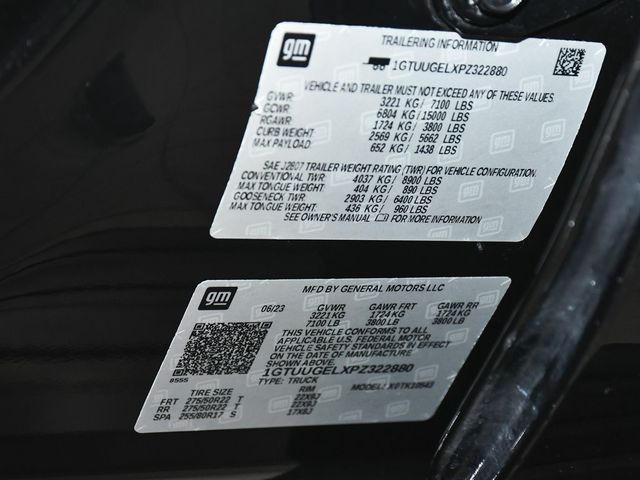 gm
TRAILERING INFORMATION
1GTUUGELXPZ322880
VEHICLE AND TRAILER MUST NOT EXCEED ANY OF THESE VALUES
GVWR 3221 KG / 7100 LBS
GCWR 6804 KG/15000 LBS
RGAWR 1724 KG / 3800 LBS
CURB WEIGHT 2569 KG / 5662 LBS
MAX PAYLOAD 652 KG / 1438 LBS
SAE J2807 TRAILER WEIGHT RATING (TWR) FOR VEHICLE CONFIGURATION.
CONVENTIONAL TWR 4037 KG / 8900 LBS
MAX TONGUE WT 404 KG / 890 LBS
GOOSENECK TWR 2903 KG / 6400 LBS
MAX TONGUE WT 436 KG / 960 LBS
SEE OWNER'S MANUAL FOR MORE INFORMATION
gm
MFD BY GENERAL MOTORS LLC
06/23 GVWR GAWR FRT GAWR RR
3221 KG 1724 KG 1724 KG
7100 LB 3800 LB 3800 LB
THIS VEHICLE CONFORMS TO ALL
APPLICABLE U.S. FEDERAL MOTOR
VEHICLE SAFETY STANDARDS IN EFFECT
ON THE DATE OF MANUFACTURE
SHOWN ABOVE.
1GTUUGELXPZ322880
8555
TYPE: TRUCK MODEL: X0TK10543
TIRE SIZE RIM
FRT 275/50R22 T 22X9J
RR 275/50R22 T 22X9J
SPA 255/80R17 S 17X8J